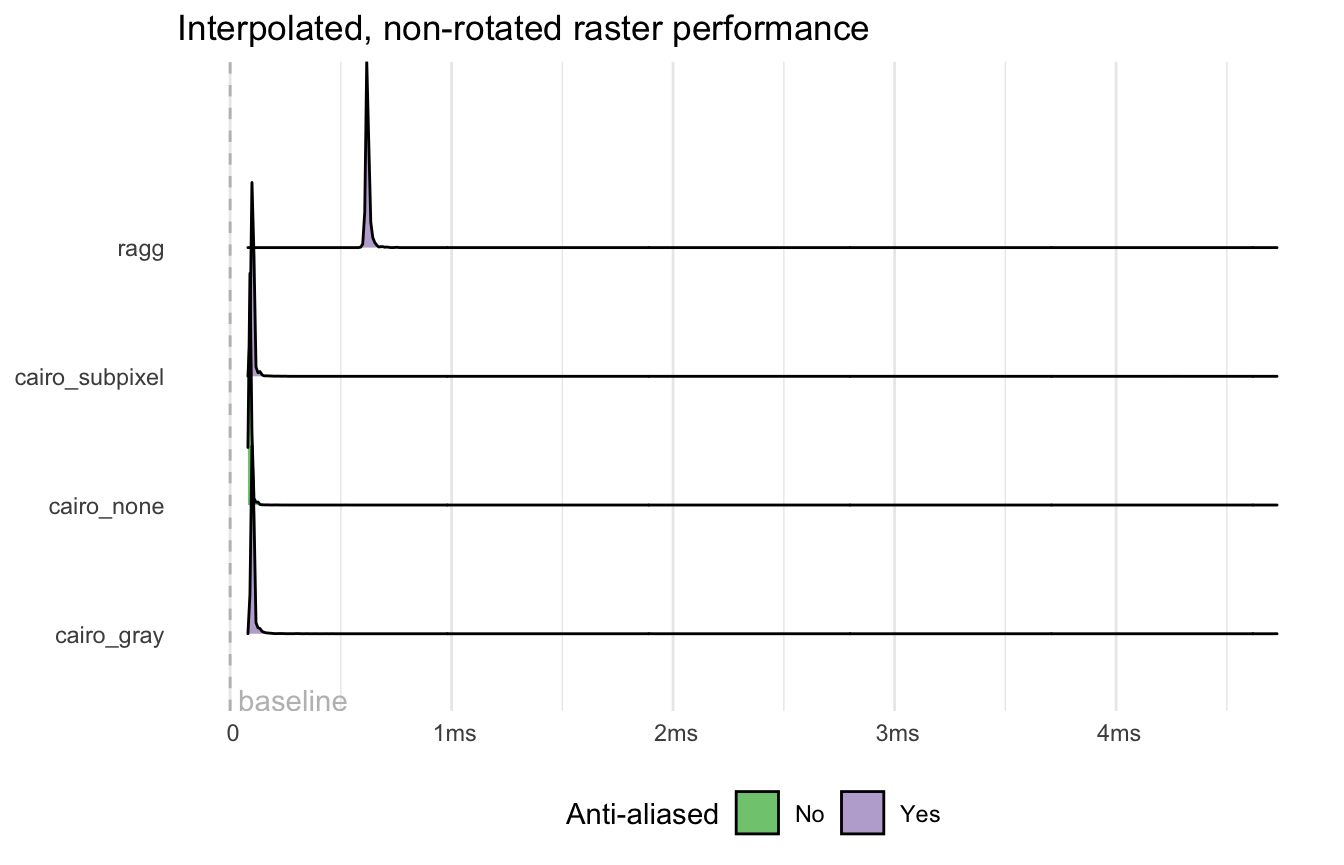 Interpolated, non-rotated raster performance
ragg
cairo_subpixel
cairo_none
cairo_gray
baseline
0 1ms 2ms 3ms 4ms
Anti-aliased No Yes